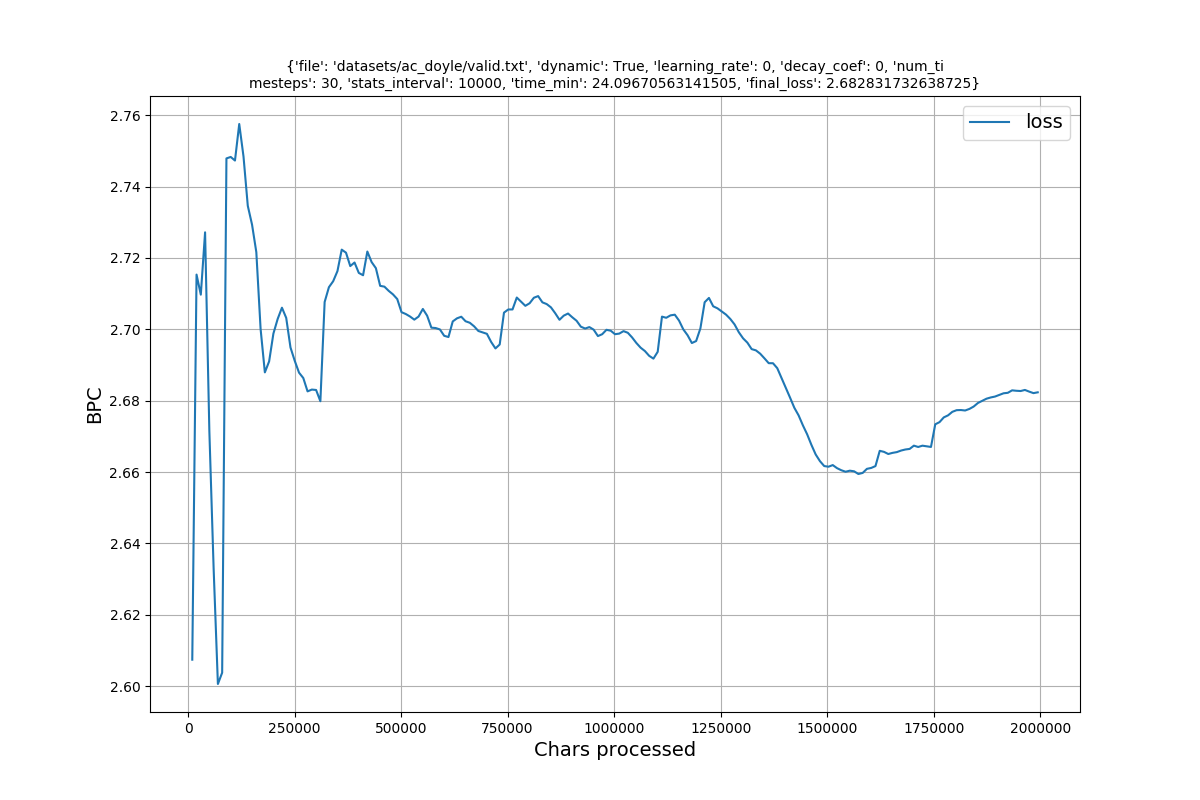 {'file': 'datasets/ac_doyle/valid.txt', 'dynamic': True, 'learning_rate': 0, 'decay_coef': 0, 'num_ti
mesteps': 30, 'stats_interval': 10000, 'time_min': 24.09670563141505, 'final_loss': 2.682831732638725}
loss
2.76
2.74
2.72
2.70
2.68
2.66
2.64
2.62
2.60
BPC
0 250000 500000 750000 1000000 1250000 1500000 1750000 2000000
Chars processed